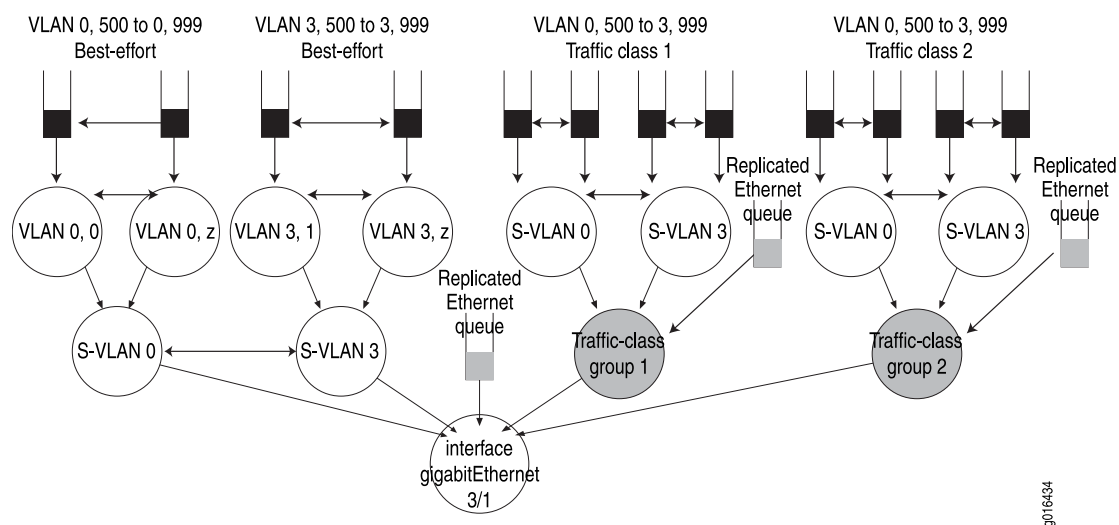 VLAN 0, 500 to 0, 999
Best-effort
VLAN 3, 500 to 3, 999
Best-effort
VLAN 0, 500 to 3, 999
Traffic class 1
VLAN 0, 500 to 3, 999
Traffic class 2
Replicated
Ethernet
queue
Replicated
Ethernet
queue
VLAN 0, 0
VLAN 0, z
VLAN 3, 1
VLAN 3, z
S-VLAN 0
S-VLAN 3
S-VLAN 0
S-VLAN 3
Replicated
Ethernet
queue
S-VLAN 0
S-VLAN 3
Traffic-class
group 1
Traffic-class
group 2
interface
gigabitEthernet
3/1
g016434